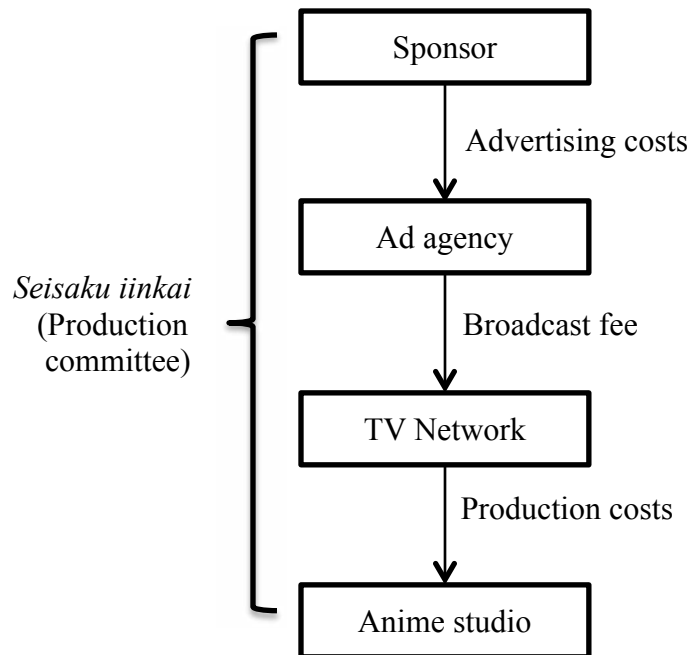 Sponsor
Advertising costs
Ad agency
Seisaku iinkai
(Production
committee)
Broadcast fee
TV Network
Production costs
Anime studio